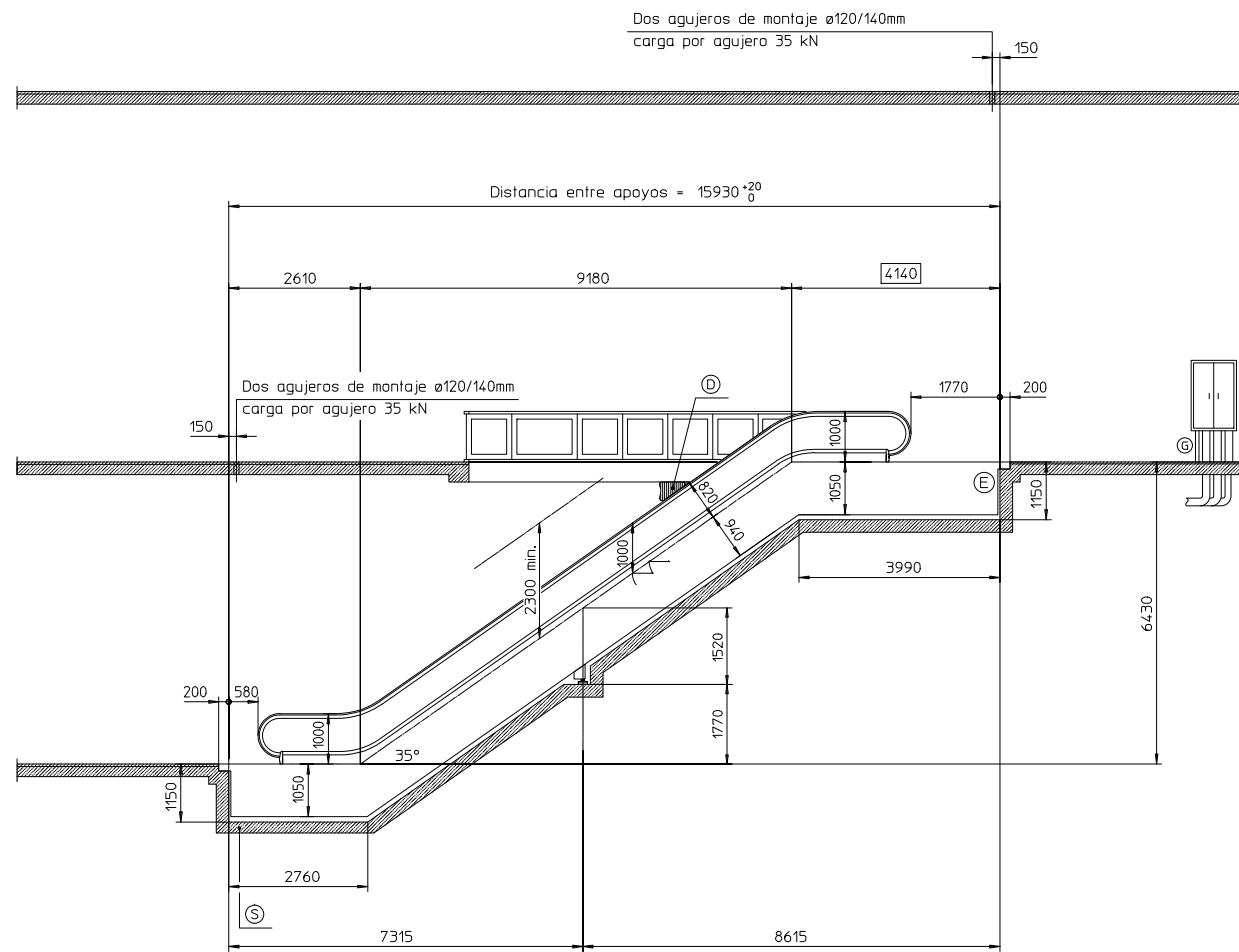 Dos agujeros de montaje ø120/140mm
carga por agujero 35 kN
150
Distancia entre apoyos = 15930 +20 0
2610 9180 4140
Dos agujeros de montaje ø120/140mm
carga por agujero 35 kN
D
1770 200
150
1000
G
E
820
1050
1150
940
1000
2300 min.
3990
6430
1520
200 580
1000
1770
35°
1150
1050
2760
S
7315 8615